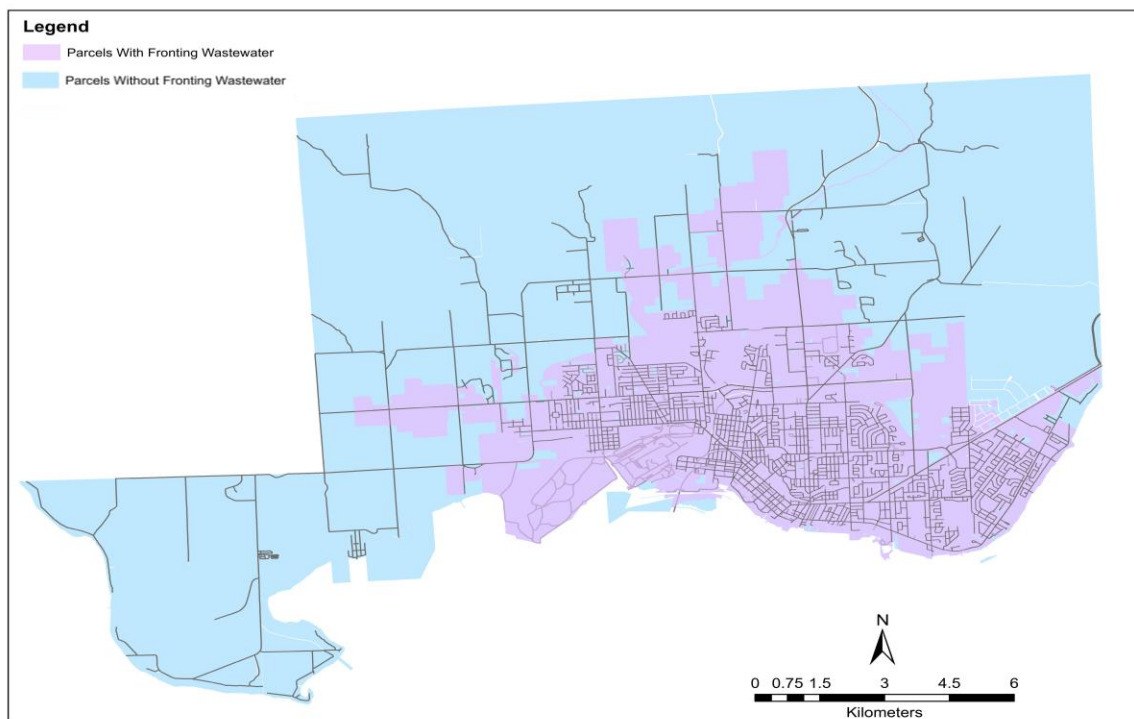 Legend
Parcels With Fronting Wastewater
Parcels Without Fronting Wastewater
N
0 0.75 1.5 3 4.5 6
Kilometers